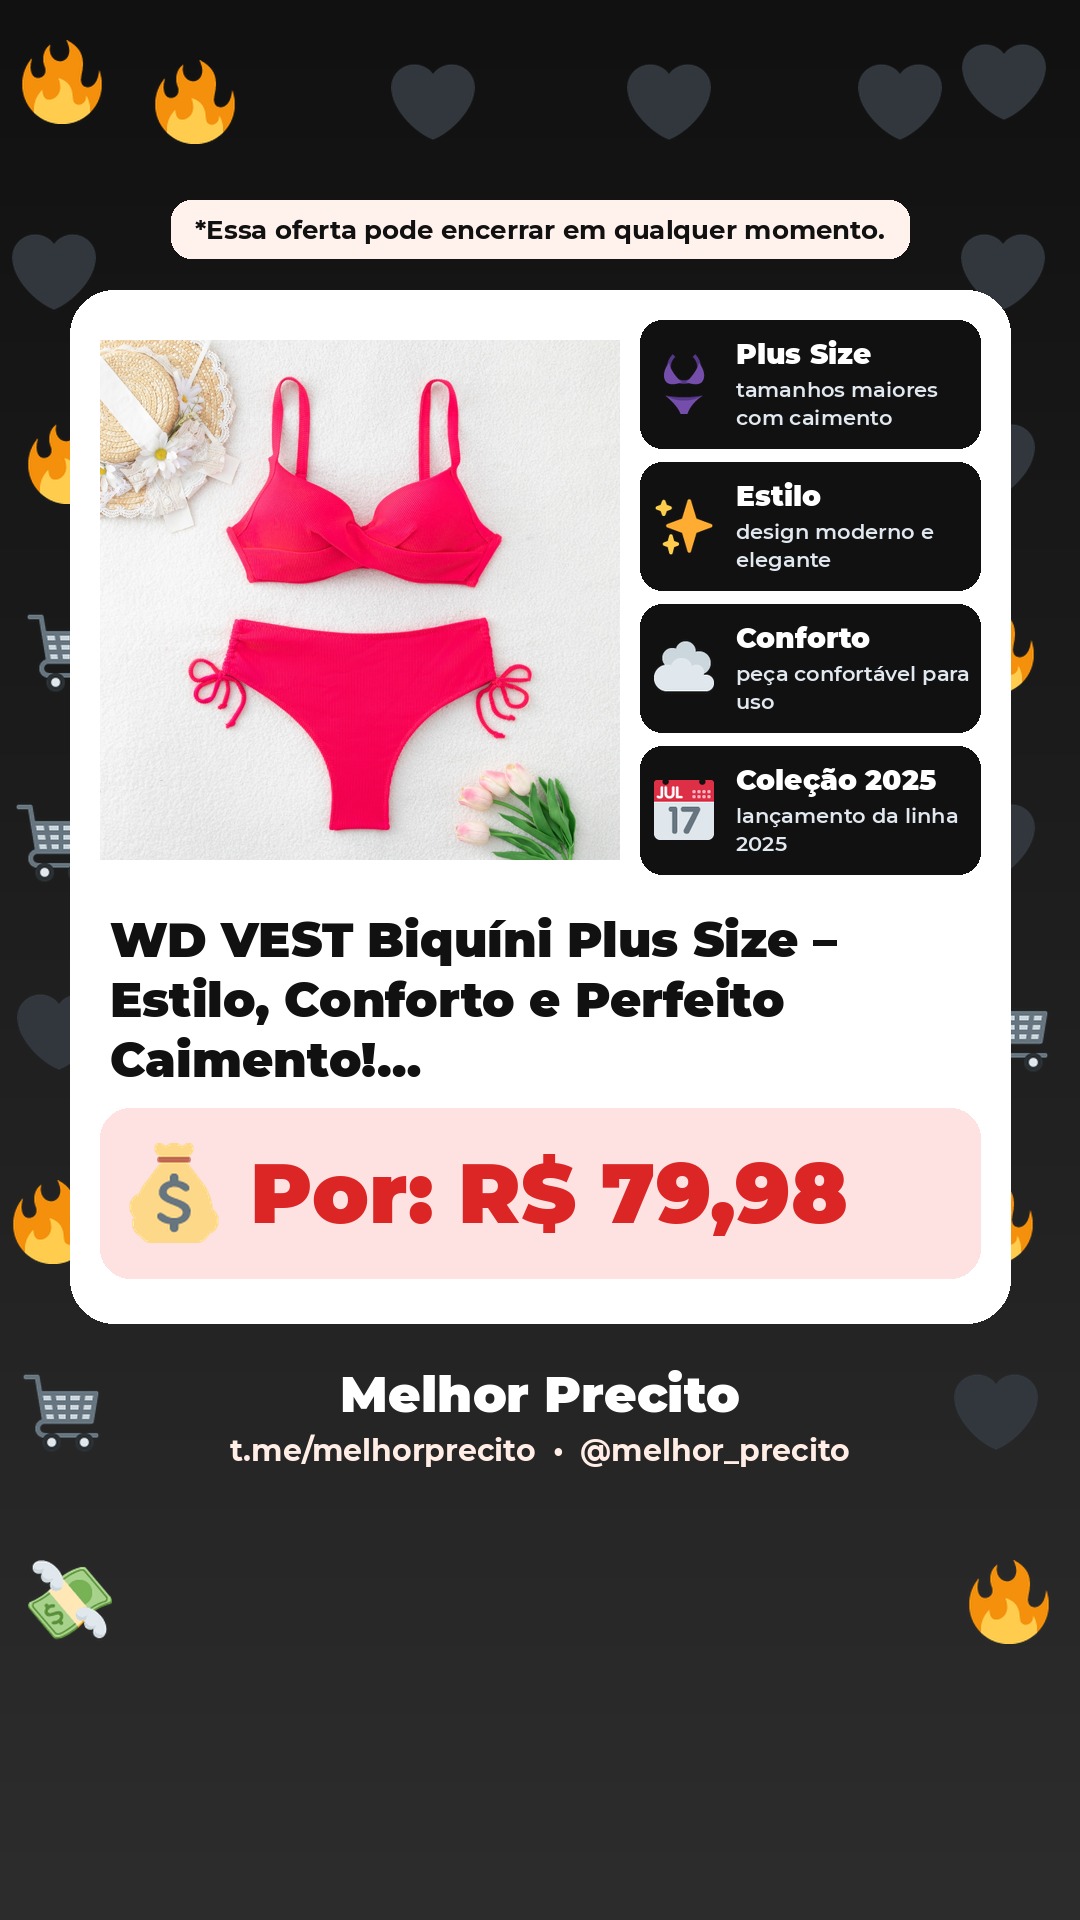 *Essa oferta pode encerrar em qualquer momento.
Plus Size
tamanhos maiores
com caimento
Estilo
design moderno e
elegante
Conforto
peça confortável para
uso
JUL
17
Coleção 2025
lançamento da linha
2025
WD VEST Biquíni Plus Size –
Estilo, Conforto e Perfeito
Caimento!...
$ Por: R$ 79,98
Melhor Precito
t.me/melhorprecito • @melhor_precito
$